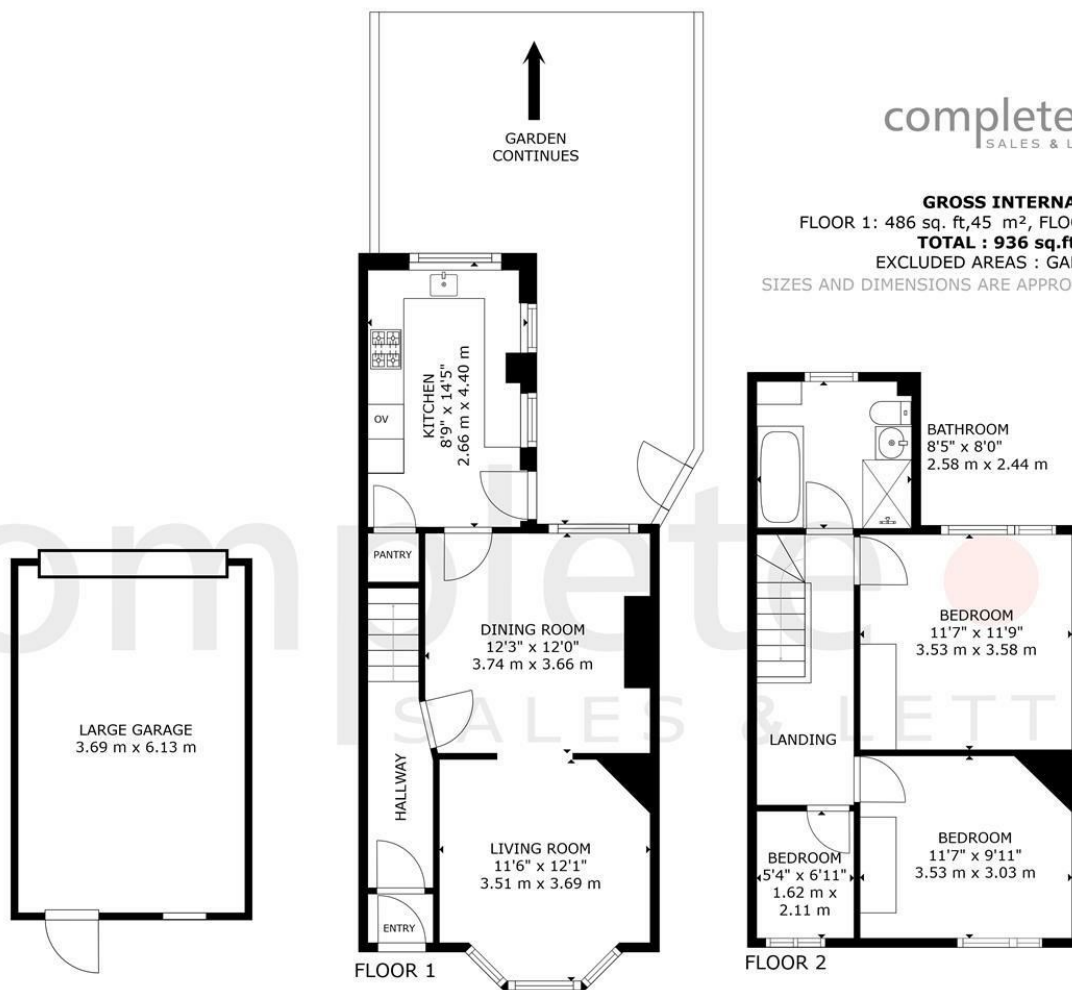 GARDEN
CONTINUES
complete
SALES & L
GROSS INTERNA
FLOOR 1: 486 sq. ft,45 m², FLOO
TOTAL : 936 sq.ft
EXCLUDED AREAS : GA
SIZES AND DIMENSIONS ARE APPRO
KITCHEN
8'9" x 14'5"
2.66 m x 4.40 m
OV
PANTRY
DINING ROOM
12'3" x 12'0"
3.74 m x 3.66 m
HALLWAY
LIVING ROOM
11'6" x 12'1"
3.51 m x 3.69 m
ENTRY
FLOOR 1
LARGE GARAGE
3.69 m x 6.13 m
BATHROOM
8'5" x 8'0"
2.58 m x 2.44 m
BEDROOM
11'7" x 11'9"
3.53 m x 3.58 m
LANDING
BEDROOM
11'7" x 9'11"
3.53 m x 3.03 m
BEDROOM
5'4" x 6'11"
1.62 m x
2.11 m
FLOOR 2
omplete
SALES & LETT